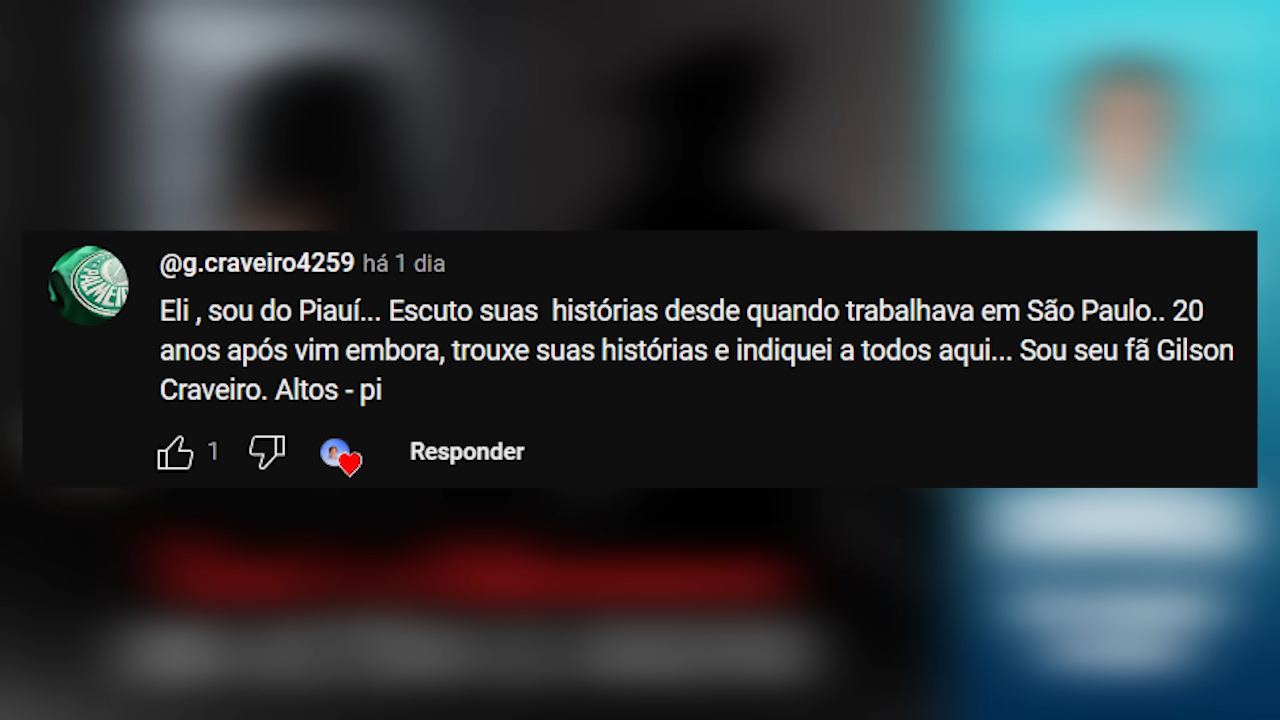 @g.craveiro4259 há 1 dia
Eli , sou do Piauí... Escuto suas  histórias desde quando trabalhava em São Paulo.. 20
anos após vim embora, trouxe suas histórias e indiquei a todos aqui... Sou seu fã Gilson
Craveiro. Altos - pi
1 Responder